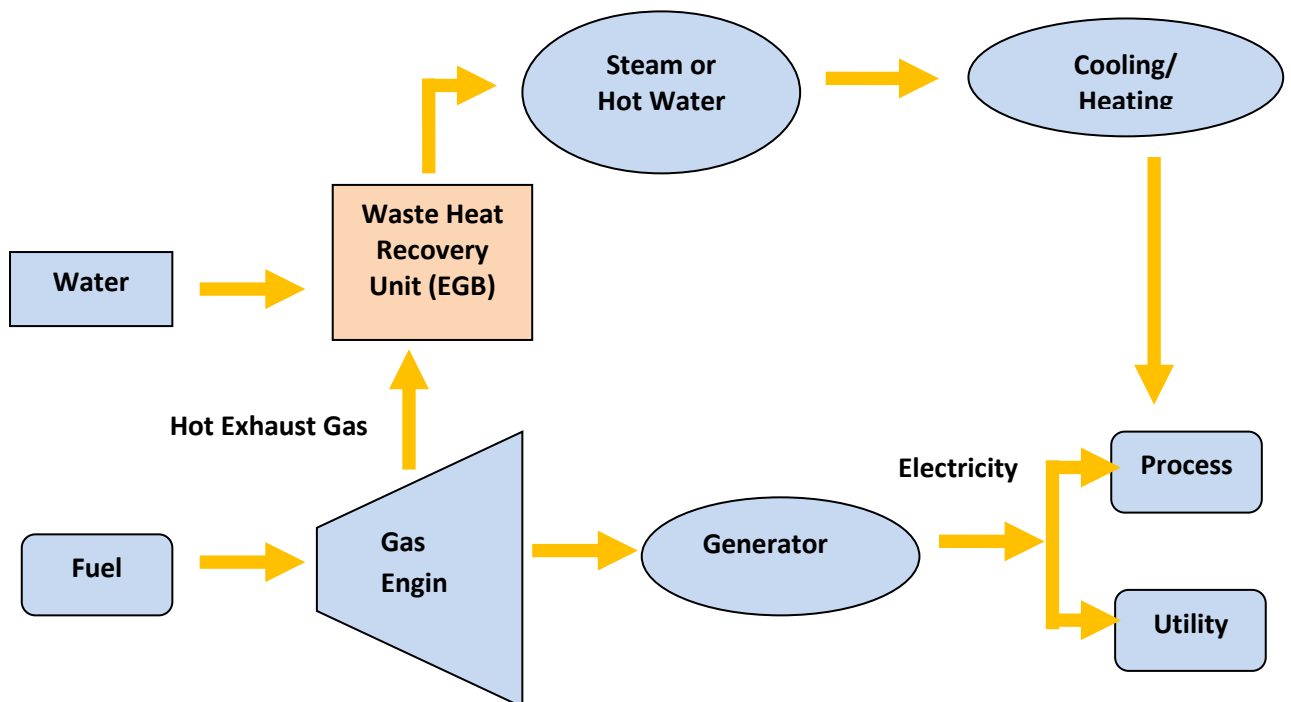 Steam or
Hot Water
Cooling/
Heating
Waste Heat
Recovery
Unit (EGB)
Water
Hot Exhaust Gas
Electricity
Process
Fuel
Gas
Engin
Generator
Utility